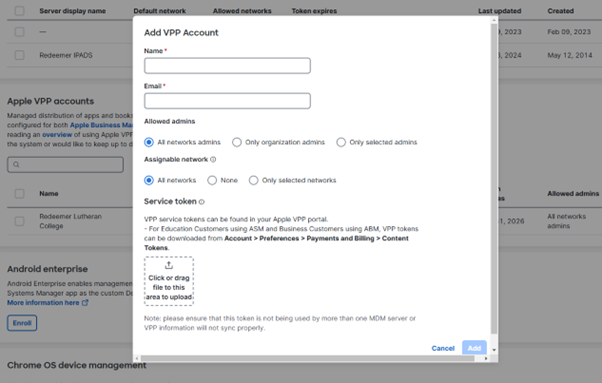 Server display name Default network Allowed networks Token expires Last updated Created
— 9, 2023 Feb 09, 2023
Redeemer IPADS 6, 2024 May 12, 2014
Add VPP Account
Name *
Email *
Allowed admins
All networks admins Only organization admins Only selected admins
Assignable network
All networks None Only selected networks
Service token
VPP service tokens can be found in your Apple VPP portal.
- For Education Customers using ASM and Business Customers using ABM, VPP tokens
can be downloaded from Account > Preferences > Payments and Billing > Content
Tokens.
Click or drag
file to this
area to upload
Note: please ensure that this token is not being used by more than one MDM server or
VPP information will not sync properly.
Cancel Add
Apple VPP accounts
Managed distribution of apps and books
configured for both Apple Business Ma
reading an overview of using Apple VPP
the system or would like to keep up to d
Name Allowed admins
Redeemer Lutheran
College
1, 2026 All networks
admins
Android enterprise
Android Enterprise enables management
Systems Manager app as the custom De
More information here
Enroll
Chrome OS device management